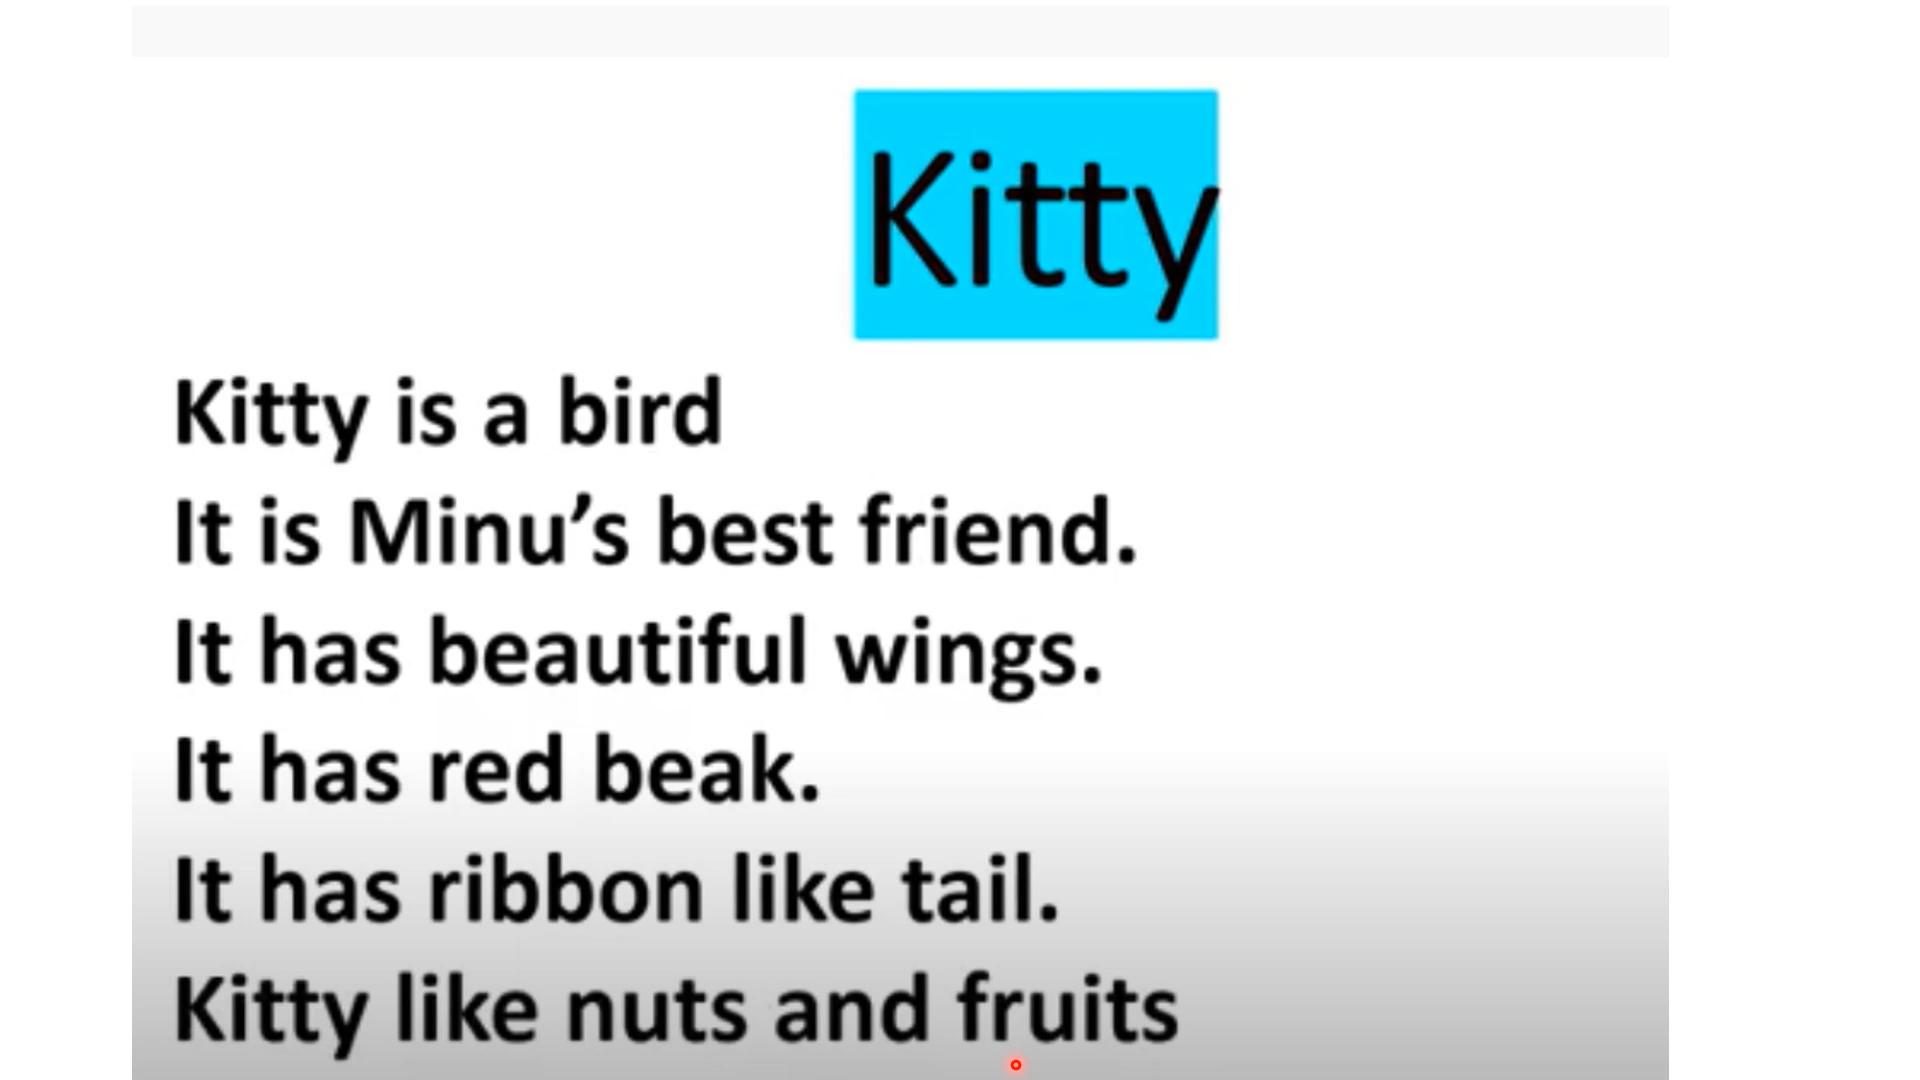 Kitty
Kitty is a bird
It is Minu’s best friend.
It has beautiful wings.
It has red beak.
It has ribbon like tail.
Kitty like nuts and fruits